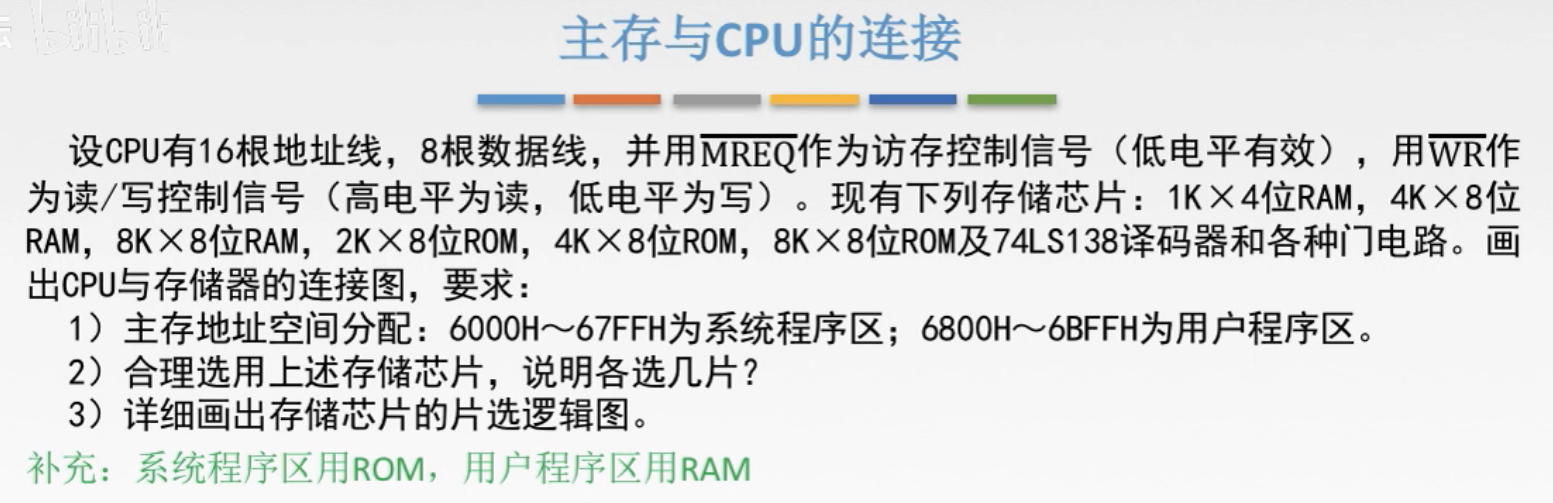 主存与CPU的连接
设CPU有16根地址线，8根数据线，并用M̅R̅E̅Q̅作为访存控制信号（低电平有效），用W̅R̅作
为读/写控制信号（高电平为读，低电平为写）。现有下列存储芯片：1K×4位RAM，4K×8位
RAM，8K×8位RAM，2K×8位ROM，4K×8位ROM，8K×8位ROM及74LS138译码器和各种门电路。画
出CPU与存储器的连接图，要求：
1）主存地址空间分配：6000H～67FFH为系统程序区；6800H～6BFFH为用户程序区。
2）合理选用上述存储芯片，说明各选几片？
3）详细画出存储芯片的片选逻辑图。
补充：系统程序区用ROM，用户程序区用RAM